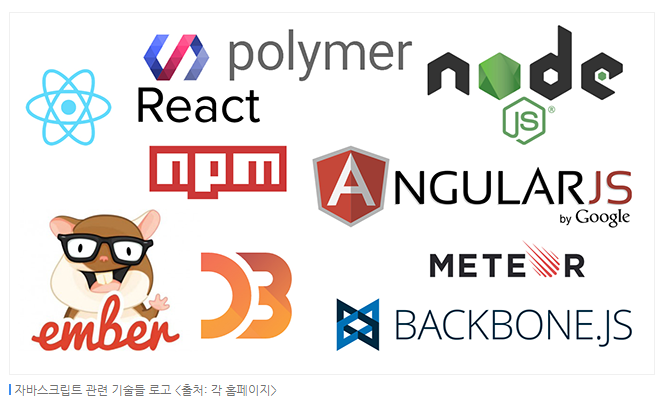 polymer
node
JS®
React
npm
ANGULARJS
by Google
METEOR
ember
D3
BACKBONE.JS
자바스크립트 관련 기술들 로고 <출처: 각 홈페이지>